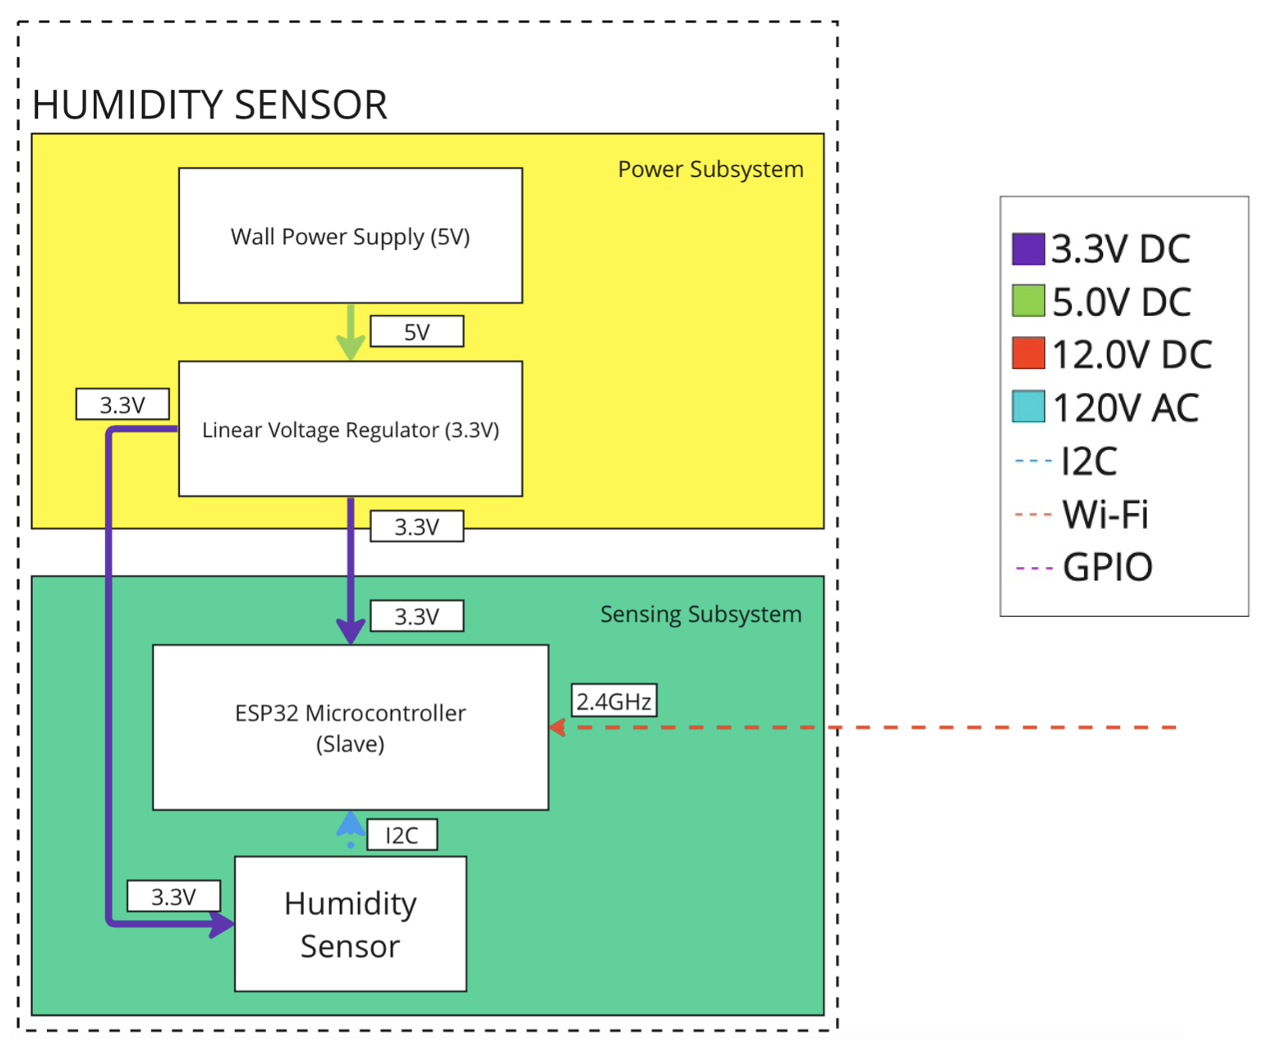 HUMIDITY SENSOR
Power Subsystem
Wall Power Supply (5V)
5V
3.3V
Linear Voltage Regulator (3.3V)
3.3V
Sensing Subsystem
3.3V
ESP32 Microcontroller
(Slave)
2.4GHz
I2C
3.3V
Humidity
Sensor
3.3V DC
5.0V DC
12.0V DC
120V AC
I2C
Wi-Fi
GPIO